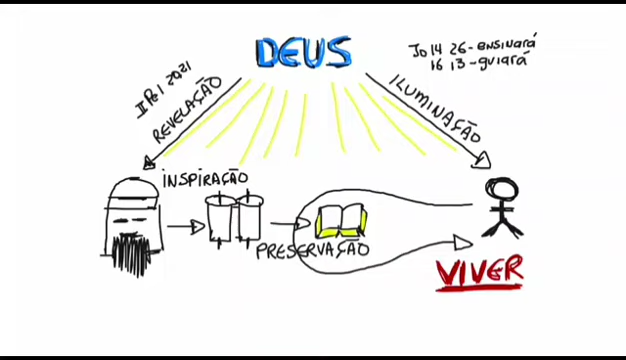 DEUS
Jo 14 26-ensinará
16 13-guiará
II Pe 1 20 21
REVELAÇÃO
ILUMINAÇÃO
INSPIRAÇÃO
PRESERVAÇÃO
VIVER